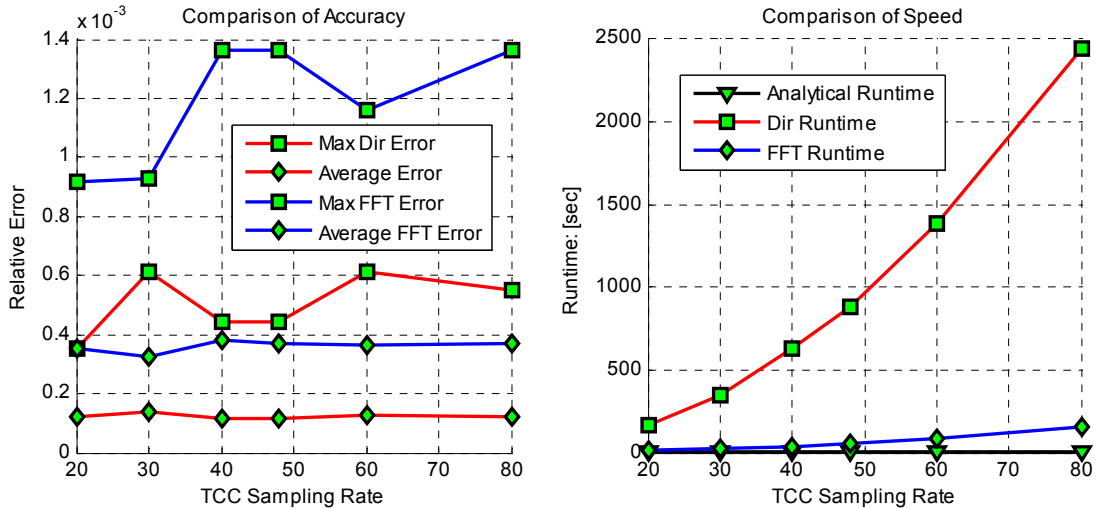 x 10-3
Comparison of Accuracy
1.4
1.2
1
0.8
0.6
0.4
0.2
0
Relative Error
Max Dir Error
Average Error
Max FFT Error
Average FFT Error
20 30 40 50 60 70 80
TCC Sampling Rate
Comparison of Speed
2500
2000
1500
1000
500
0
Runtime: [sec]
Analytical Runtime
Dir Runtime
FFT Runtime
20 30 40 50 60 70 80
TCC Sampling Rate